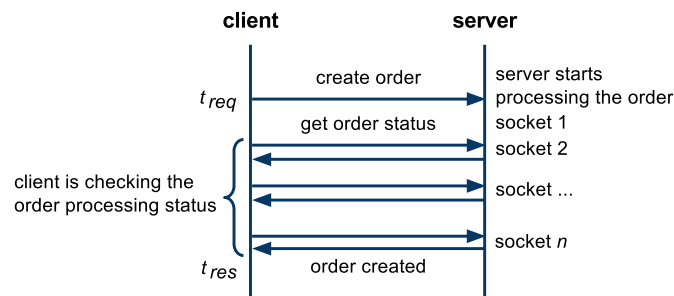 client
server
create order
server starts
processing the order
t req
get order status
socket 1
socket 2
client is checking the
order processing status
socket ...
socket n
t res
order created